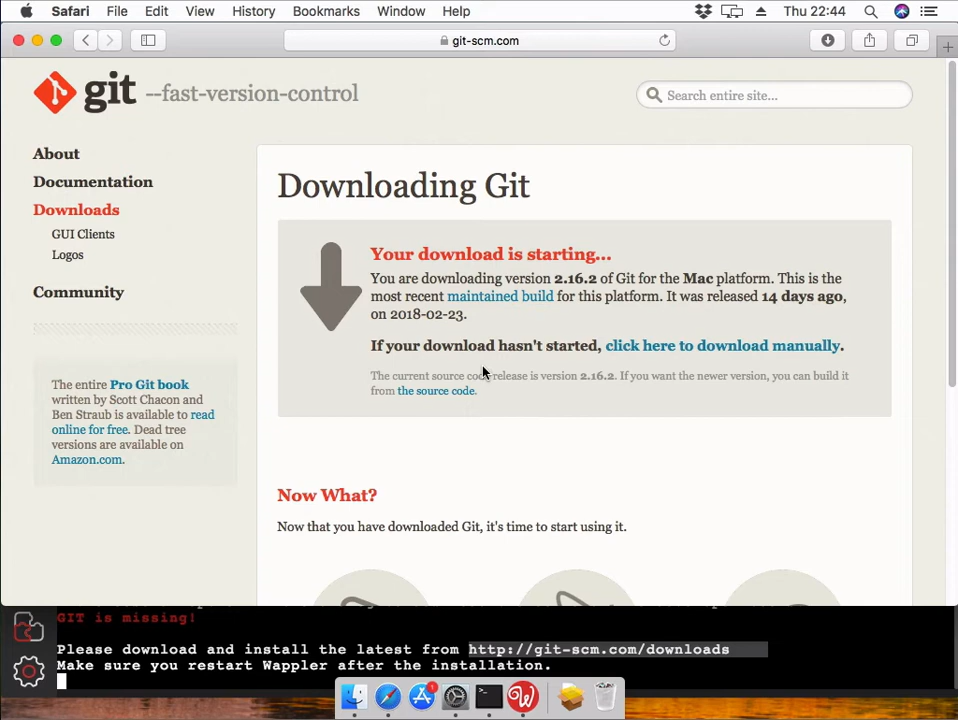 Safari File Edit View History Bookmarks Window Help Thu 22:44
git-scm.com
git --fast-version-control
Search entire site...
About
Documentation
Downloads
GUI Clients
Logos
Community
The entire Pro Git book
written by Scott Chacon and
Ben Straub is available to read
online for free. Dead tree
versions are available on
Amazon.com.
Downloading Git
Your download is starting...
You are downloading version 2.16.2 of Git for the Mac platform. This is the
most recent maintained build for this platform. It was released 14 days ago,
on 2018-02-23.
If your download hasn't started, click here to download manually.
The current source code release is version 2.16.2. If you want the newer version, you can build it
from the source code.
Now What?
Now that you have downloaded Git, it's time to start using it.
GIT is missing!
Please download and install the latest from http://git-scm.com/downloads
Make sure you restart Wappler after the installation.
1